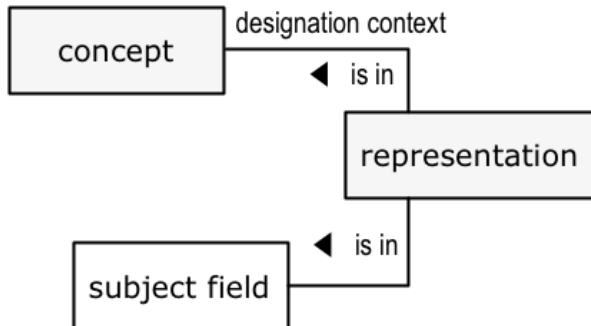 designation context
concept
◀ is in
representation
◀ is in
subject field